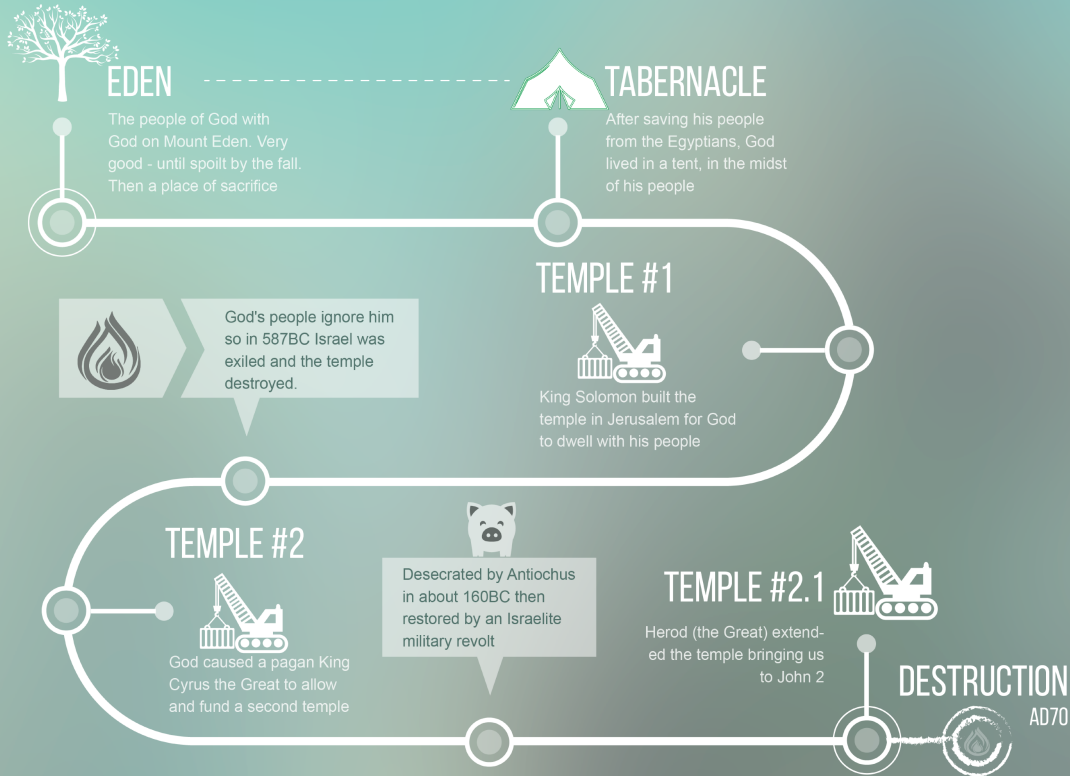 EDEN
The people of God with
God on Mount Eden. Very
good - until spoilt by the fall.
Then a place of sacrifice
TABERNACLE
After saving his people
from the Egyptians, God
lived in a tent, in the midst
of his people
TEMPLE #1
King Solomon built the
temple in Jerusalem for God
to dwell with his people
God's people ignore him
so in 587BC Israel was
exiled and the temple
destroyed.
TEMPLE #2
God caused a pagan King
Cyrus the Great to allow
and fund a second temple
Desecrated by Antiochus
in about 160BC then
restored by an Israelite
military revolt
TEMPLE #2.1
Herod (the Great) extend-
ed the temple bringing us
to John 2
DESTRUCTION
AD70